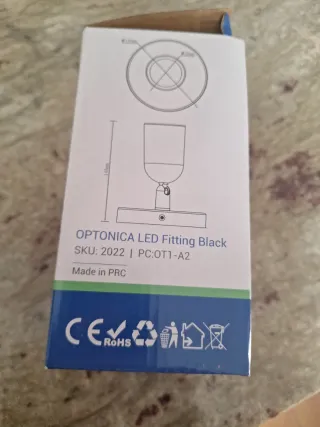 OPTONICA LED Fitting Black
SKU: 2022 | PC:OT1-A2
Made in PRC
CE RoHS